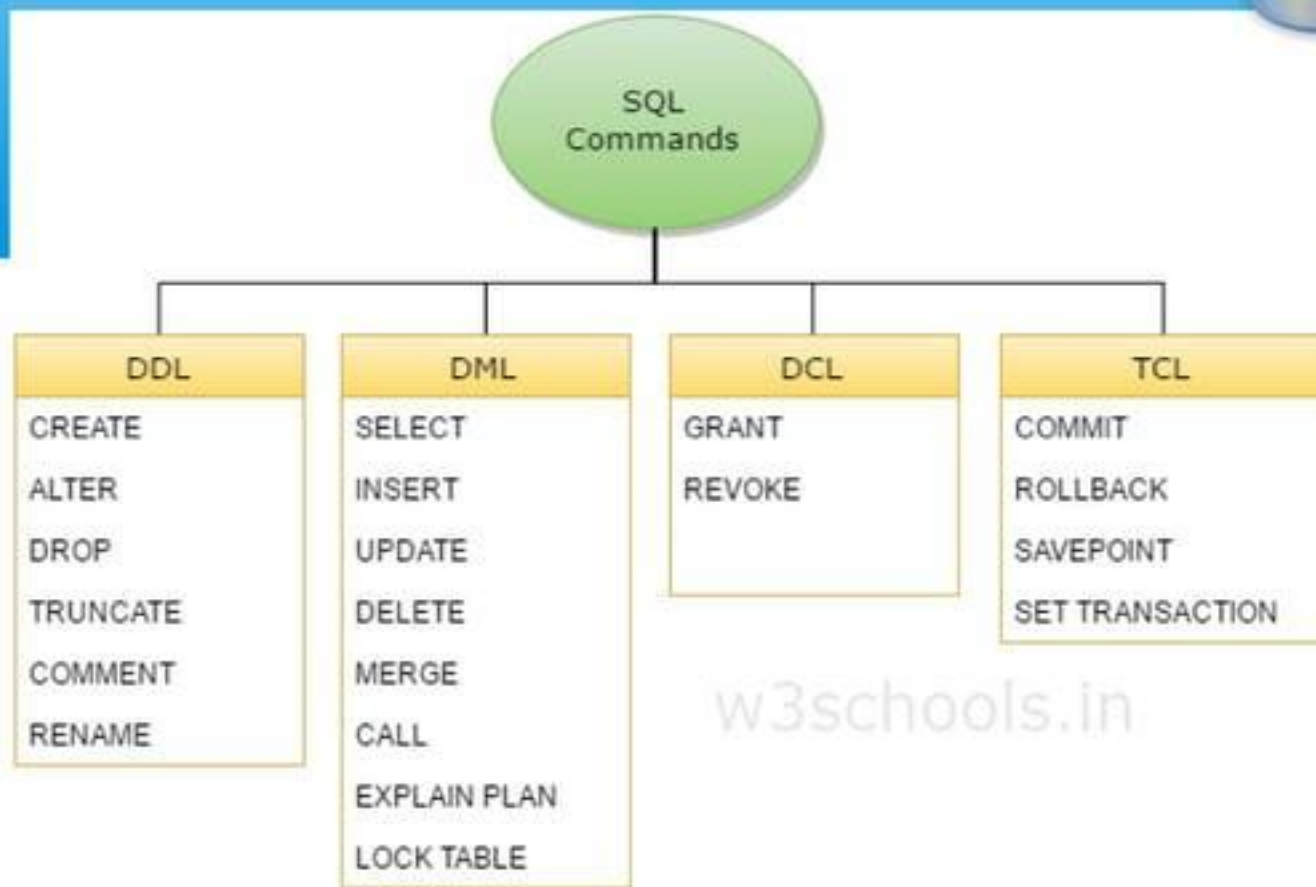 SQL
Commands
DDL
CREATE
ALTER
DROP
TRUNCATE
COMMENT
RENAME
DML
SELECT
INSERT
UPDATE
DELETE
MERGE
CALL
EXPLAIN PLAN
LOCK TABLE
DCL
GRANT
REVOKE
TCL
COMMIT
ROLLBACK
SAVEPOINT
SET TRANSACTION
w3schools.in